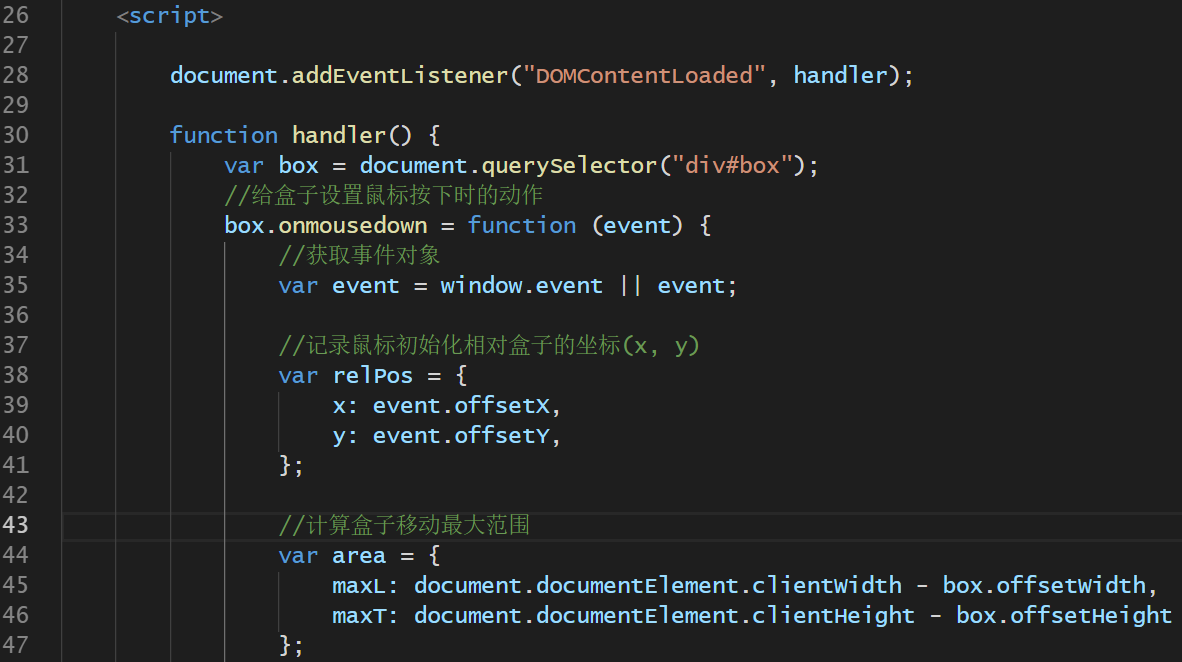 26 <script>
27
28 document.addEventListener("DOMContentLoaded", handler);
29
30 function handler() {
31 var box = document.querySelector("div#box");
32 //给盒子设置鼠标按下时的动作
33 box.onmousedown = function (event) {
34 //获取事件对象
35 var event = window.event || event;
36
37 //记录鼠标初始化相对盒子的坐标(x, y)
38 var relPos = {
39 x: event.offsetX,
40 y: event.offsetY,
41 };
42
43 //计算盒子移动最大范围
44 var area = {
45 maxL: document.documentElement.clientWidth - box.offsetWidth,
46 maxT: document.documentElement.clientHeight - box.offsetHeight
47 };